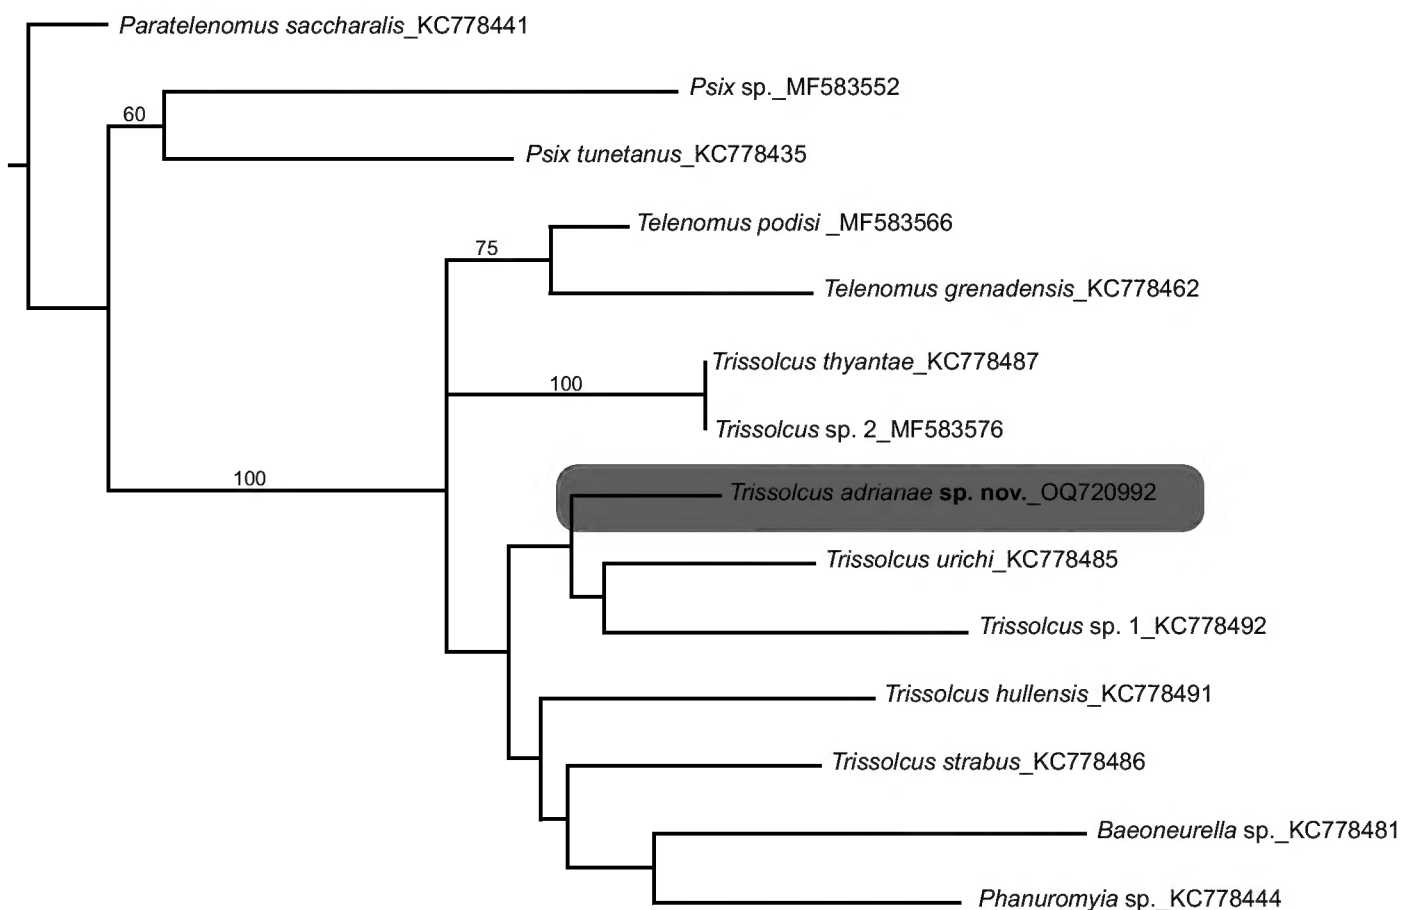 Paratelenomus saccharalis_KC778441
Psix sp._MF583552
60
Psix tunetanus_KC778435
Telenomus podisi _MF583566
75
Telenomus grenadensis_KC778462
Trissolcus thyantae_KC778487
100
Trissolcus sp. 2_MF583576
100
Trissolcus adrianae sp. nov._OQ720992
Trissolcus urichi_KC778485
Trissolcus sp. 1_KC778492
Trissolcus hullensis_KC778491
Trissolcus strabus_KC778486
Baeoneurella sp._KC778481
Phanuromyia sp._KC778444